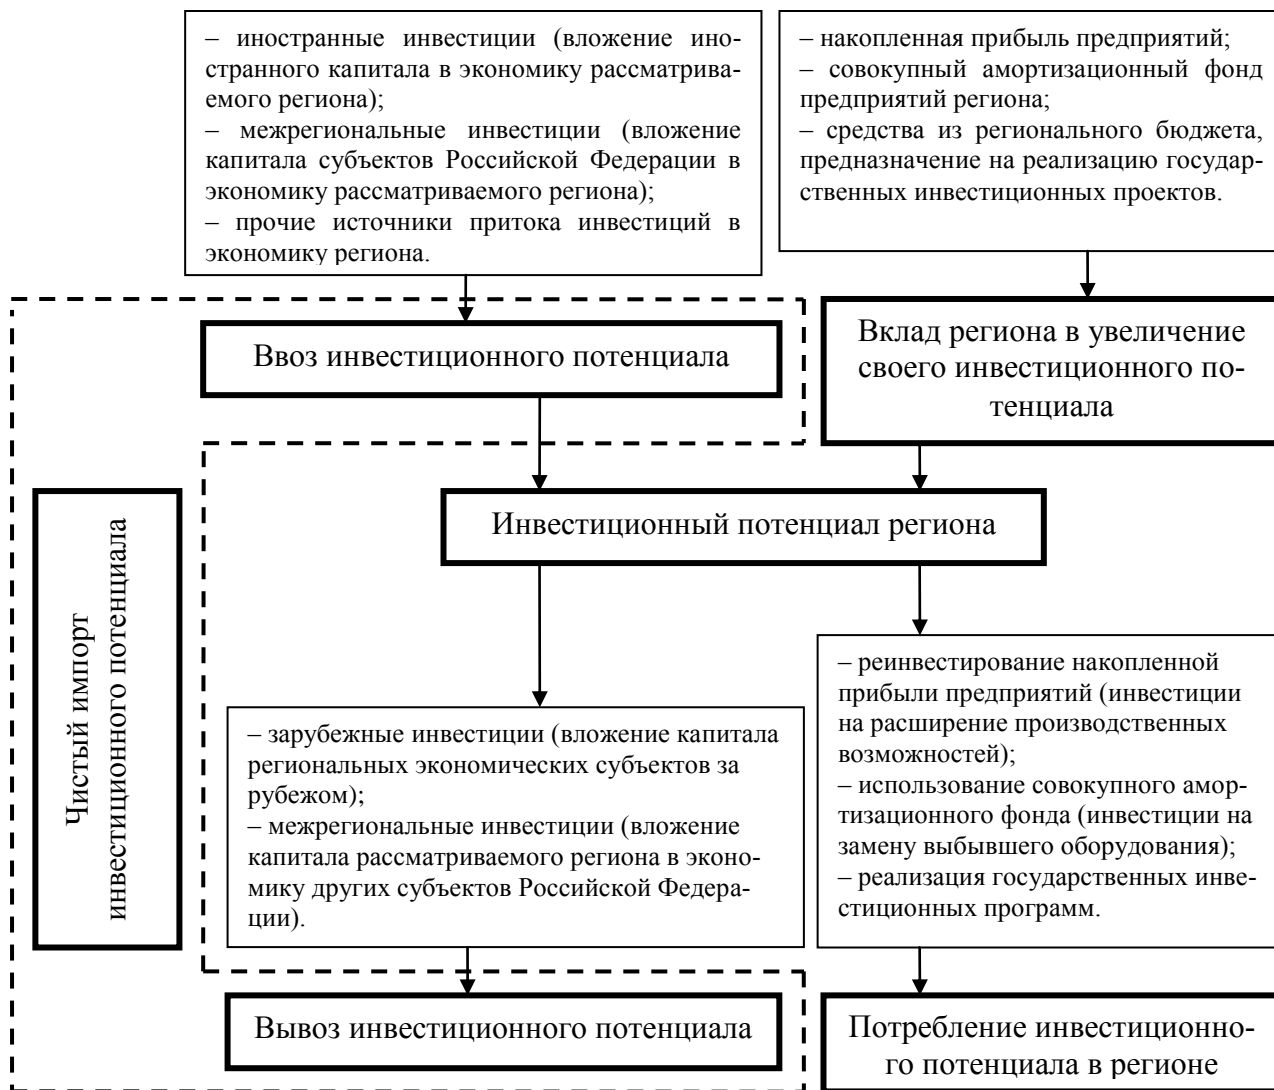 – иностранные инвестиции (вложение ино-
странного капитала в экономику рассматрива-
емого региона);
– межрегиональные инвестиции (вложение
капитала субъектов Российской Федерации в
экономику рассматриваемого региона);
– прочие источники притока инвестиций в
экономику региона.
– накопленная прибыль предприятий;
– совокупный амортизационный фонд
предприятий региона;
– средства из регионального бюджета,
предназначение на реализацию государ-
ственных инвестиционных проектов.
Ввоз инвестиционного потенциала
Вклад региона в увеличение
своего инвестиционного по-
тенциала
Инвестиционный потенциал региона
Чистый импорт
инвестиционного потенциала
– зарубежные инвестиции (вложение капитала
региональных экономических субъектов за
рубежом);
– межрегиональные инвестиции (вложение
капитала рассматриваемого региона в эконо-
мику других субъектов Российской Федера-
ции).
– реинвестирование накопленной
прибыли предприятий (инвестиции
на расширение производственных
возможностей);
– использование совокупного амор-
тизационного фонда (инвестиции на
замену выбывшего оборудования);
– реализация государственных инве-
стиционных программ.
Вывоз инвестиционного потенциала
Потребление инвестиционно-
го потенциала в регионе